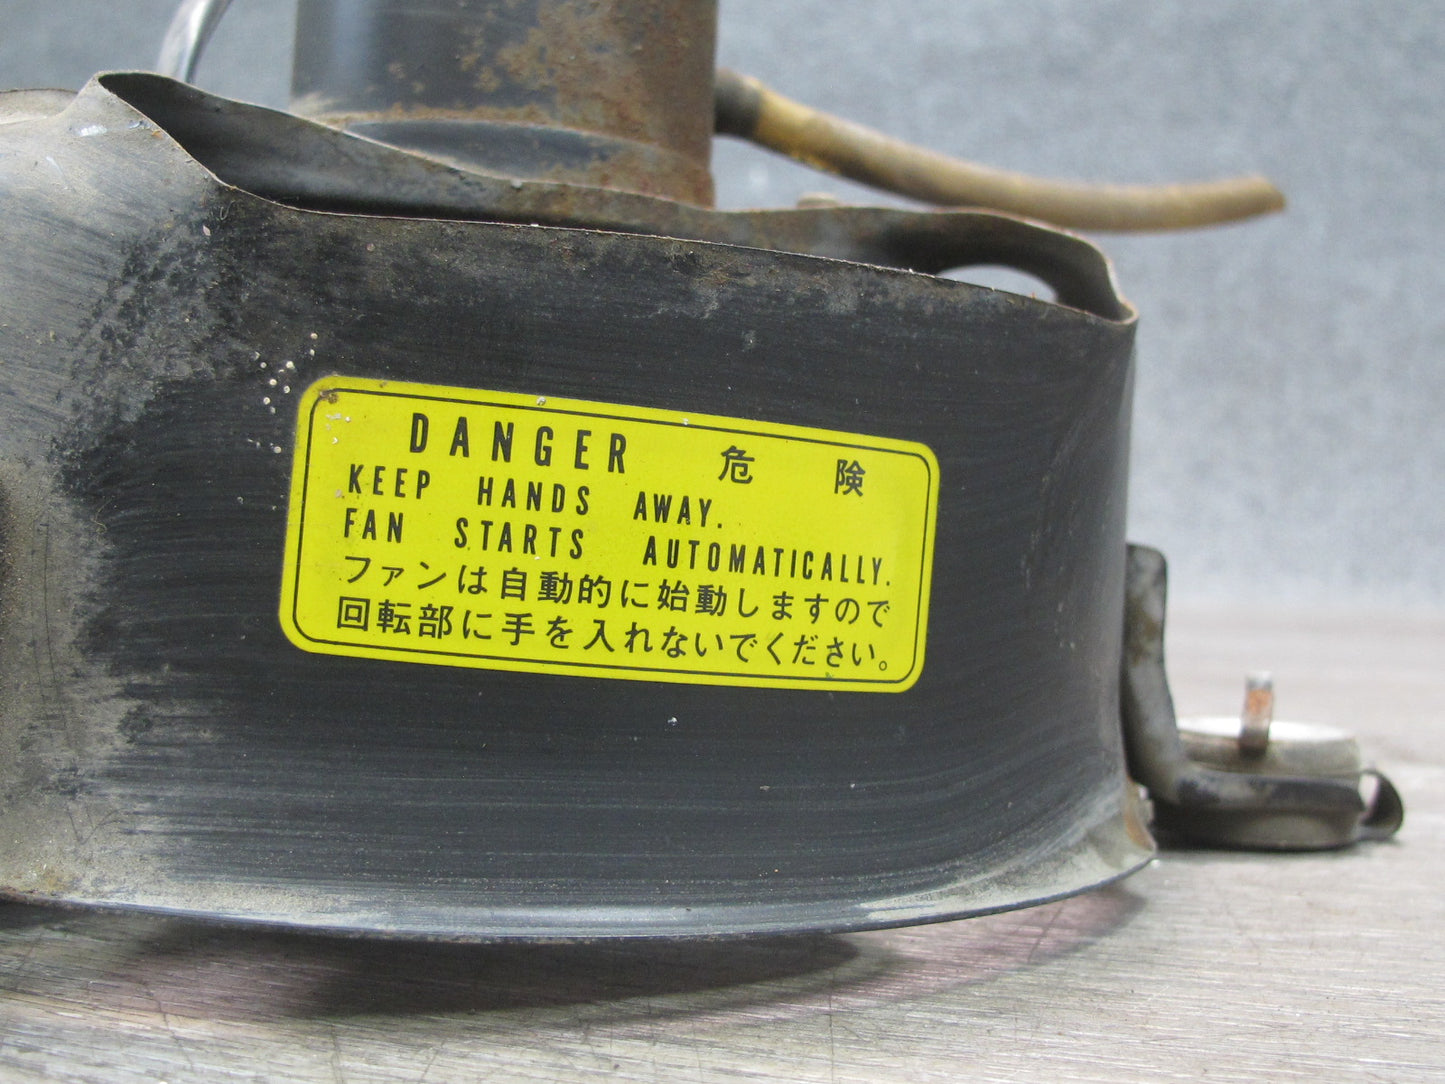 DANGER 危険
KEEP HANDS AWAY.
FAN STARTS AUTOMATICALLY.
ファンは自動的に始動しますので
回転部に手を入れないでください。